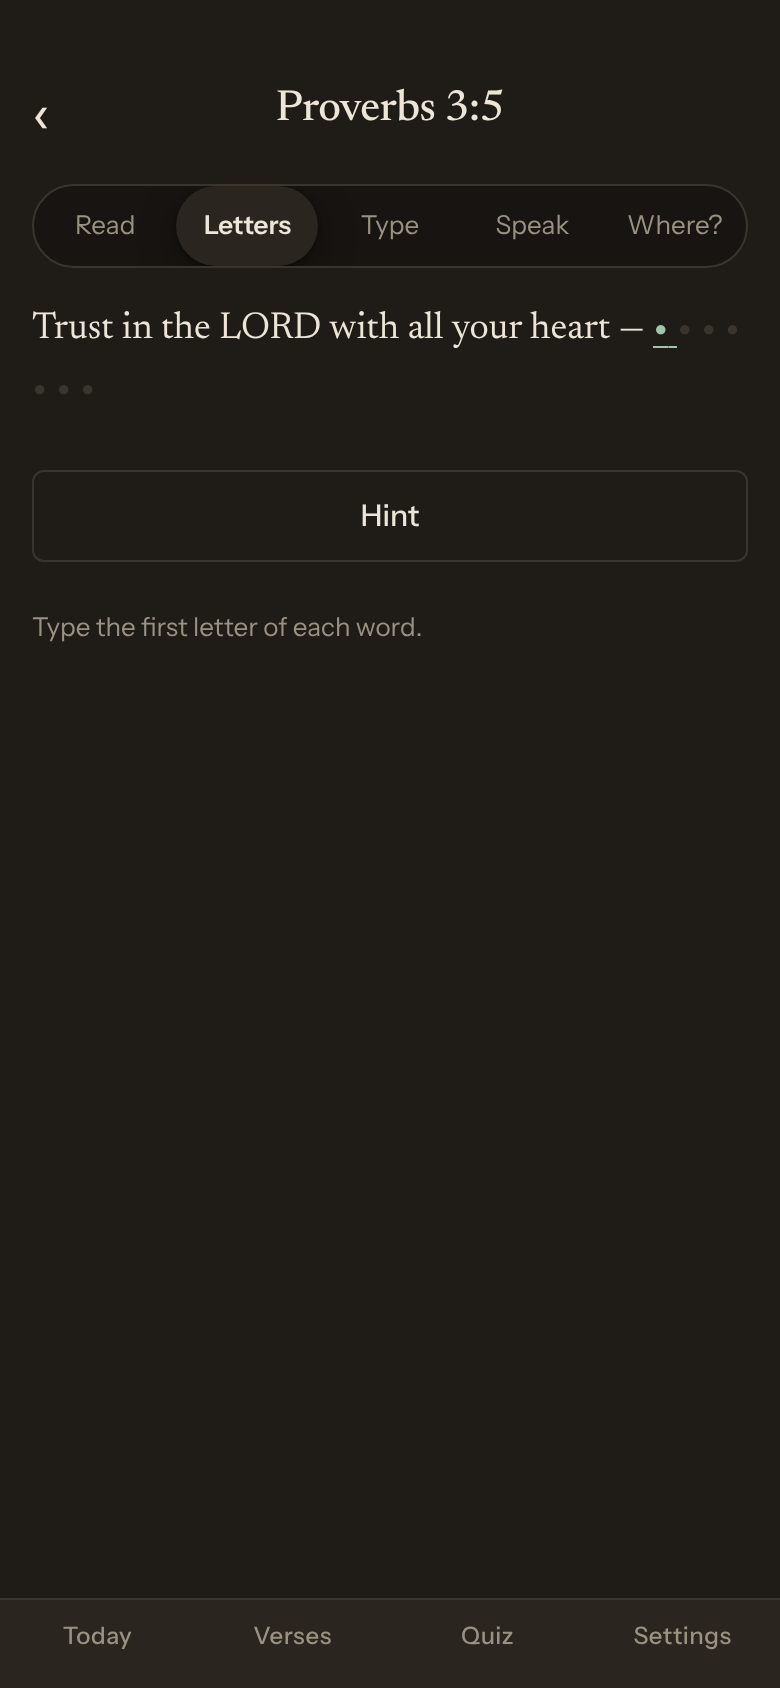 ‹
Proverbs 3:5
Read Letters Type Speak Where?
Trust in the LORD with all your heart — • • • •
• • •
Hint
Type the first letter of each word.
Today Verses Quiz Settings